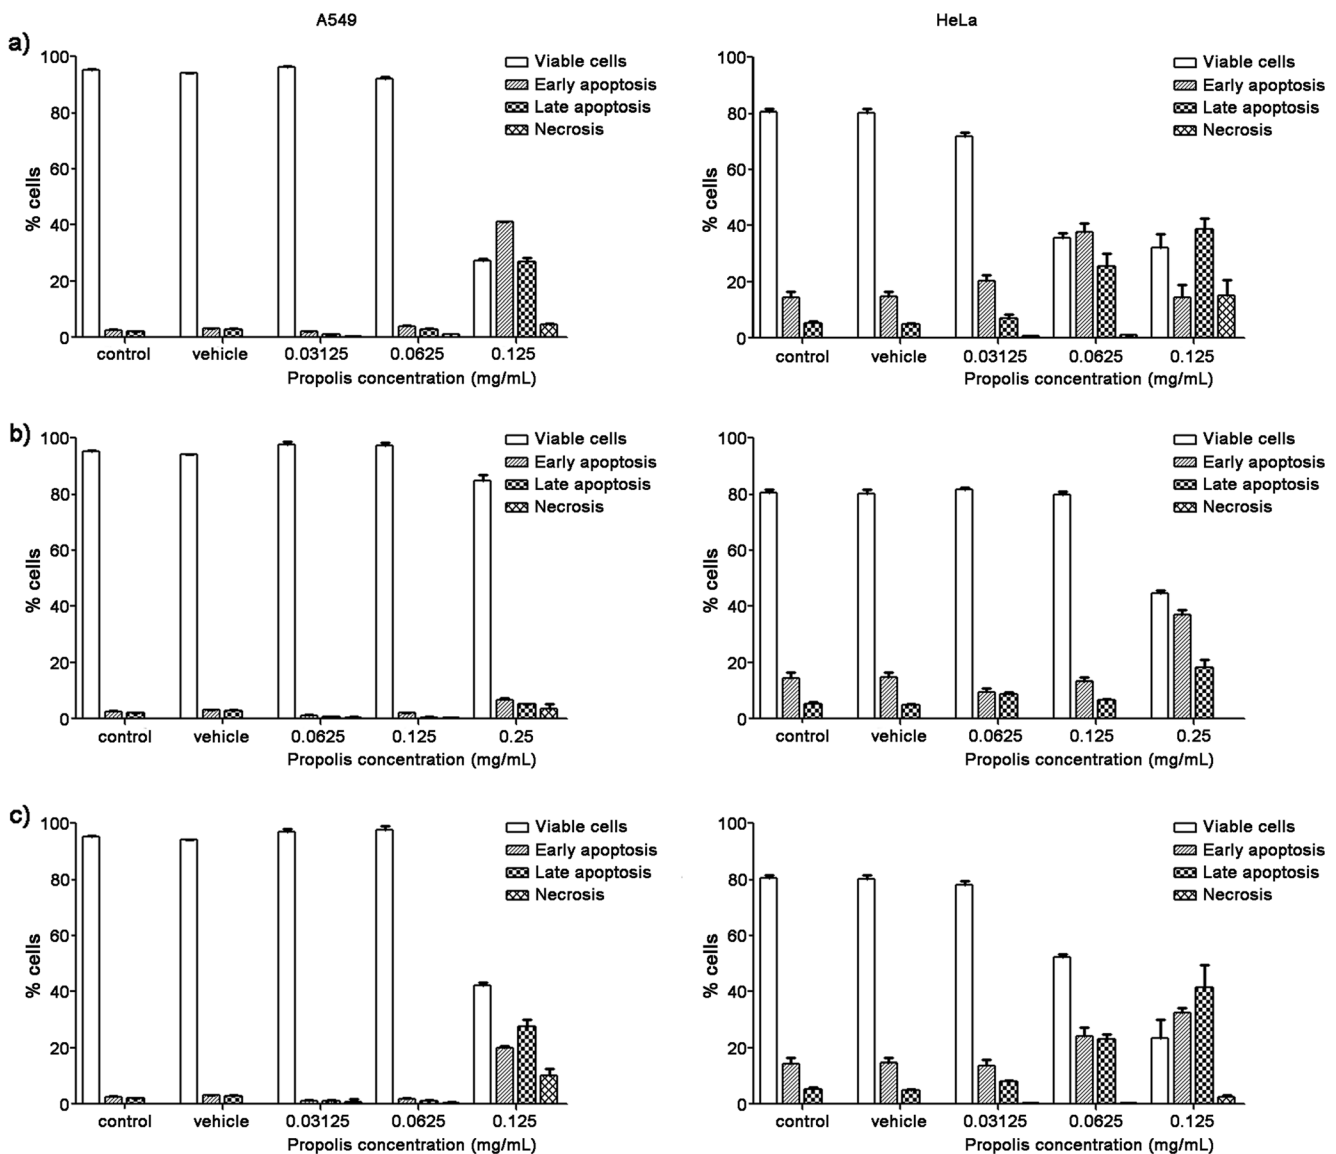 A549
HeLa
a)
100
80
60
40
20
0
% cells
Viable cells
Early apoptosis
Late apoptosis
Necrosis
control vehicle 0.03125 0.0625 0.125
Propolis concentration (mg/mL)
100
80
60
40
20
0
% cells
Viable cells
Early apoptosis
Late apoptosis
Necrosis
control vehicle 0.03125 0.0625 0.125
Propolis concentration (mg/mL)
b)
100
80
60
40
20
0
% cells
Viable cells
Early apoptosis
Late apoptosis
Necrosis
control vehicle 0.0625 0.125 0.25
Propolis concentration (mg/mL)
100
80
60
40
20
0
% cells
Viable cells
Early apoptosis
Late apoptosis
Necrosis
control vehicle 0.0625 0.125 0.25
Propolis concentration (mg/mL)
c)
100
80
60
40
20
0
% cells
Viable cells
Early apoptosis
Late apoptosis
Necrosis
control vehicle 0.03125 0.0625 0.125
Propolis concentration (mg/mL)
100
80
60
40
20
0
% cells
Viable cells
Early apoptosis
Late apoptosis
Necrosis
control vehicle 0.03125 0.0625 0.125
Propolis concentration (mg/mL)